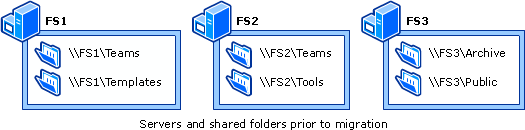 FS1
\\FS1\Teams
\\FS1\Templates
FS2
\\FS2\Teams
\\FS2\Tools
FS3
\\FS3\Archive
\\FS3\Public
Servers and shared folders prior to migration